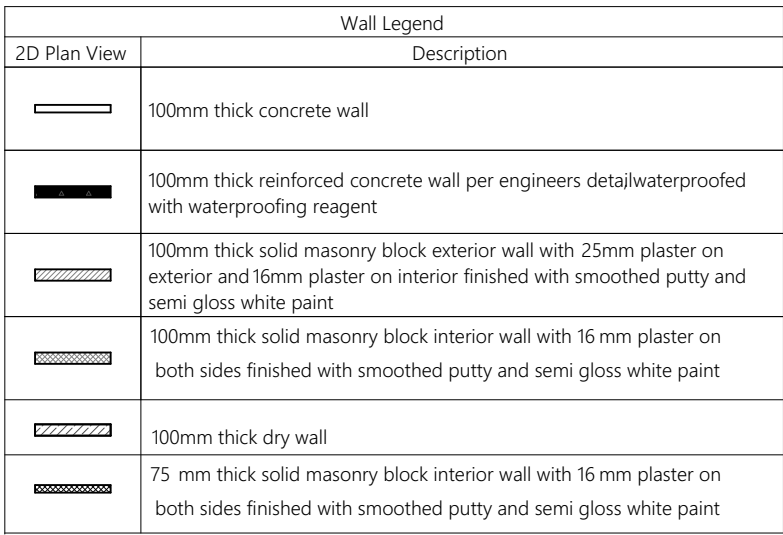 Wall Legend
2D Plan View Description
100mm thick concrete wall
100mm thick reinforced concrete wall per engineers detail,waterproofed
with waterproofing reagent
100mm thick solid masonry block exterior wall with 25mm plaster on
exterior and 16mm plaster on interior finished with smoothed putty and
semi gloss white paint
100mm thick solid masonry block interior wall with 16 mm plaster on
both sides finished with smoothed putty and semi gloss white paint
100mm thick dry wall
75 mm thick solid masonry block interior wall with 16 mm plaster on
both sides finished with smoothed putty and semi gloss white paint